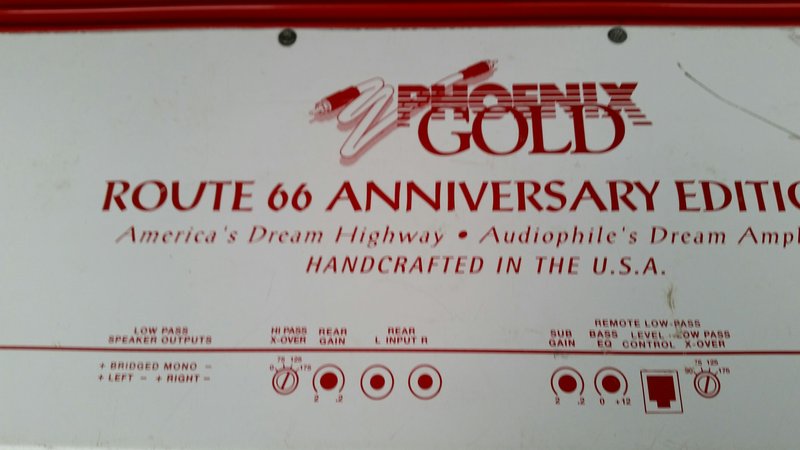 PHOENIX
GOLD
ROUTE 66 ANNIVERSARY EDITIO
America's Dream Highway • Audiophile's Dream Ampl
HANDCRAFTED IN THE U.S.A.
LOW PASS
SPEAKER OUTPUTS
HI PASS
X-OVER
REAR
GAIN
REAR
L INPUT R
SUB
GAIN
BASS
EQ
REMOTE LOW-PASS
LEVEL
CONTROL
LOW PASS
X-OVER
+ BRIDGED MONO -
+ LEFT - + RIGHT -
0 75 125 175
2 .2
2 .2
0 +12
50 75 125 175